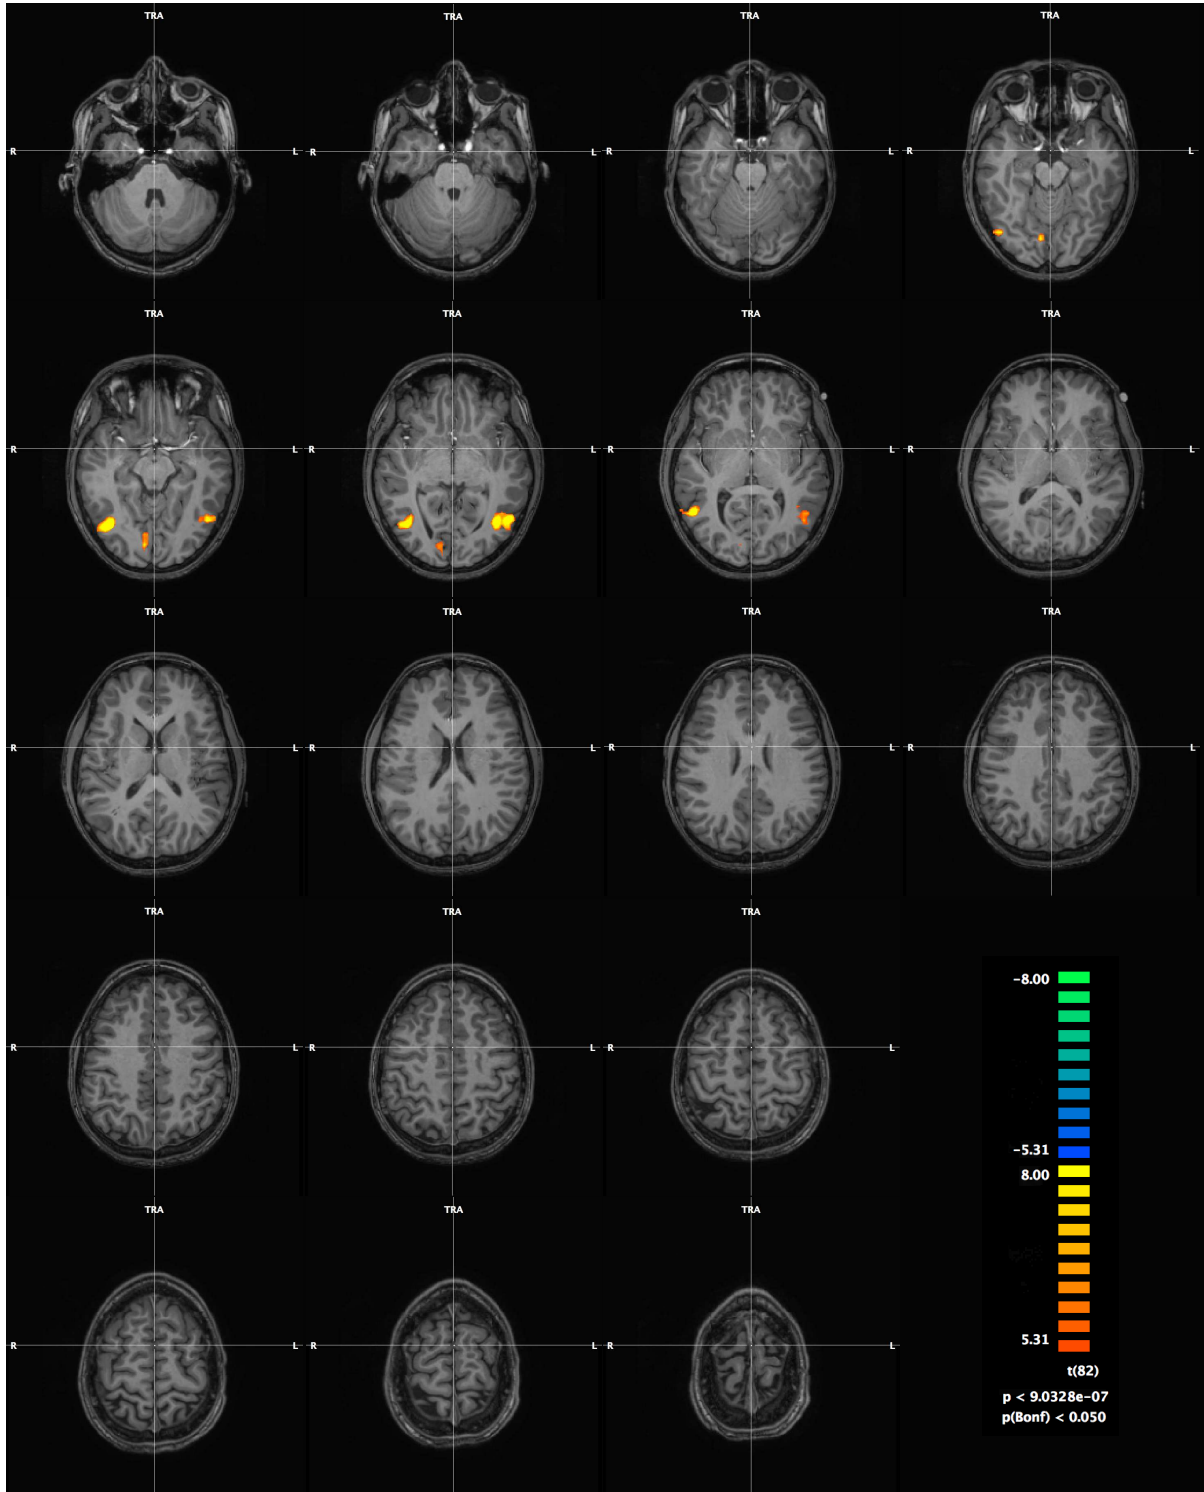 TRA TRA TRA TRA
R L R L R L R L
TRA TRA TRA TRA
R L R L R L R L
TRA TRA TRA TRA
R L R L R L R L
TRA TRA TRA
-8.00
R L R L R L
-5.31
8.00
TRA TRA TRA
5.31
R L R L R L
t(82)
p < 9.0328e-07
p(Bonf) < 0.050